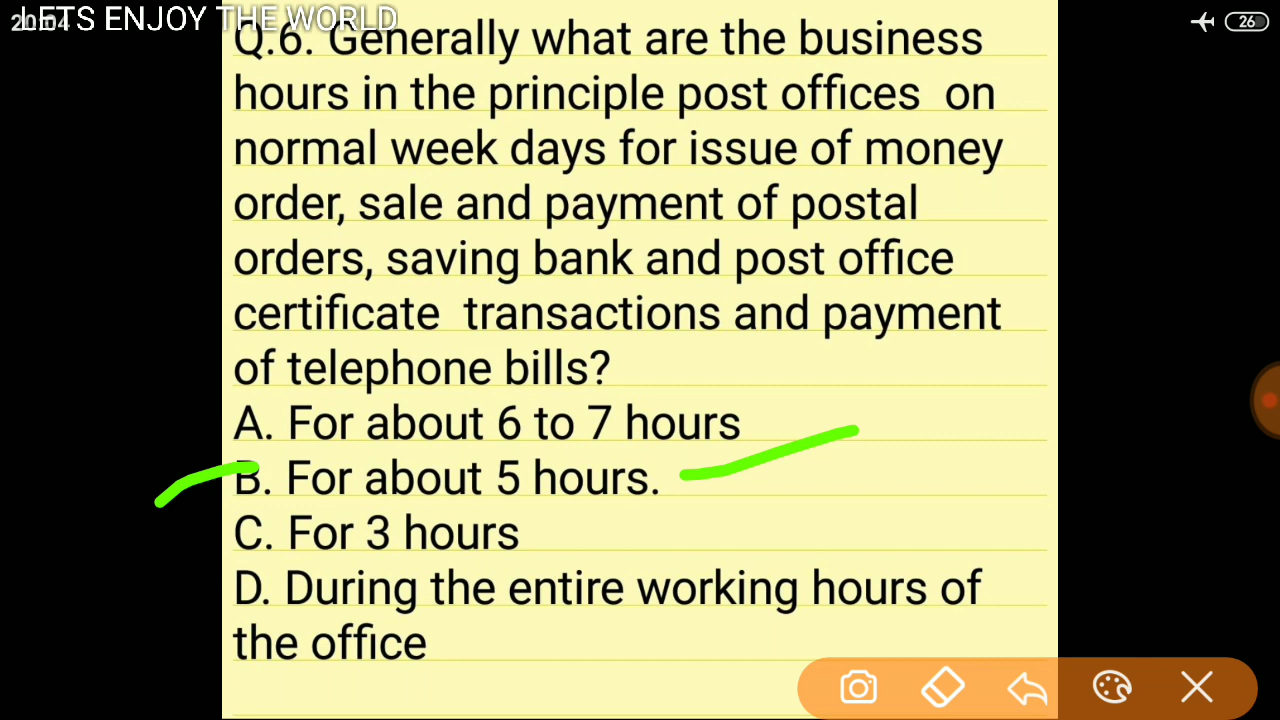 20:04
LETS ENJOY THE WORLD
26
Q.6. Generally what are the business
hours in the principle post offices on
normal week days for issue of money
order, sale and payment of postal
orders, saving bank and post office
certificate transactions and payment
of telephone bills?
A. For about 6 to 7 hours
B. For about 5 hours.
C. For 3 hours
D. During the entire working hours of
the office